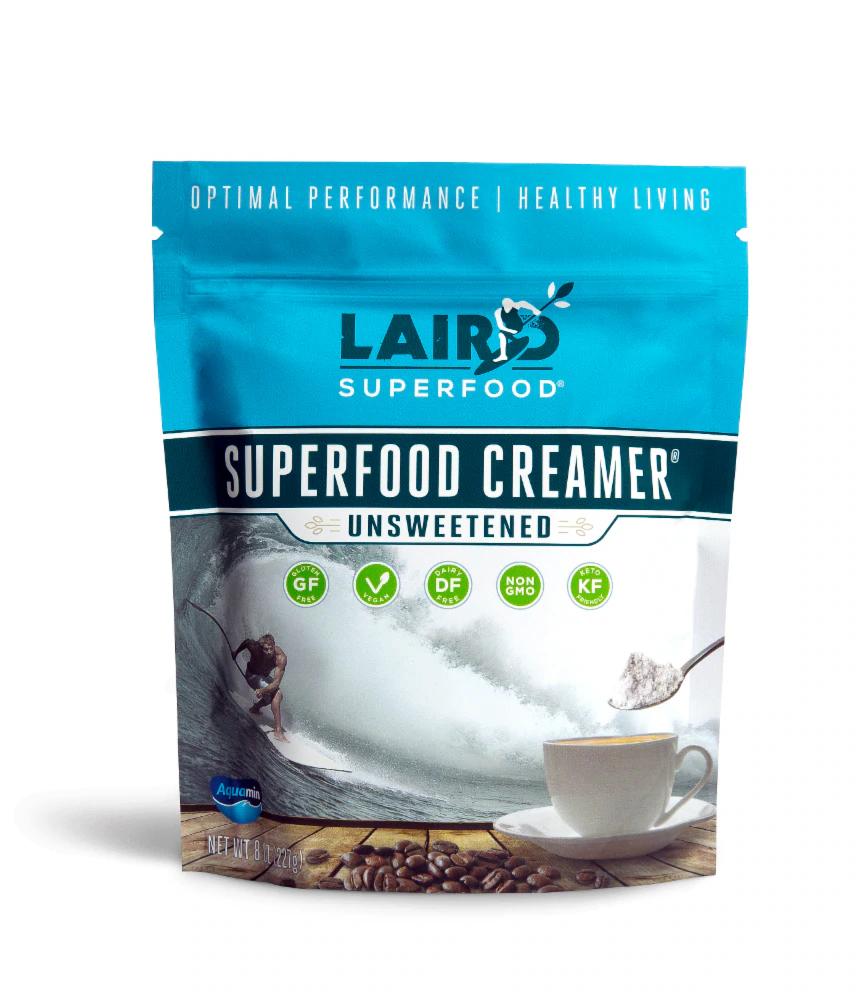 OPTIMAL PERFORMANCE | HEALTHY LIVING
LAIRD
SUPERFOOD®
SUPERFOOD CREAMER®
UNSWEETENED
GLUTEN
GF
FREE
V
VEGAN
DAIRY
DF
FREE
NON
GMO
KETO
KF
FRIENDLY
Aquamin
NET WT 8 (227g)